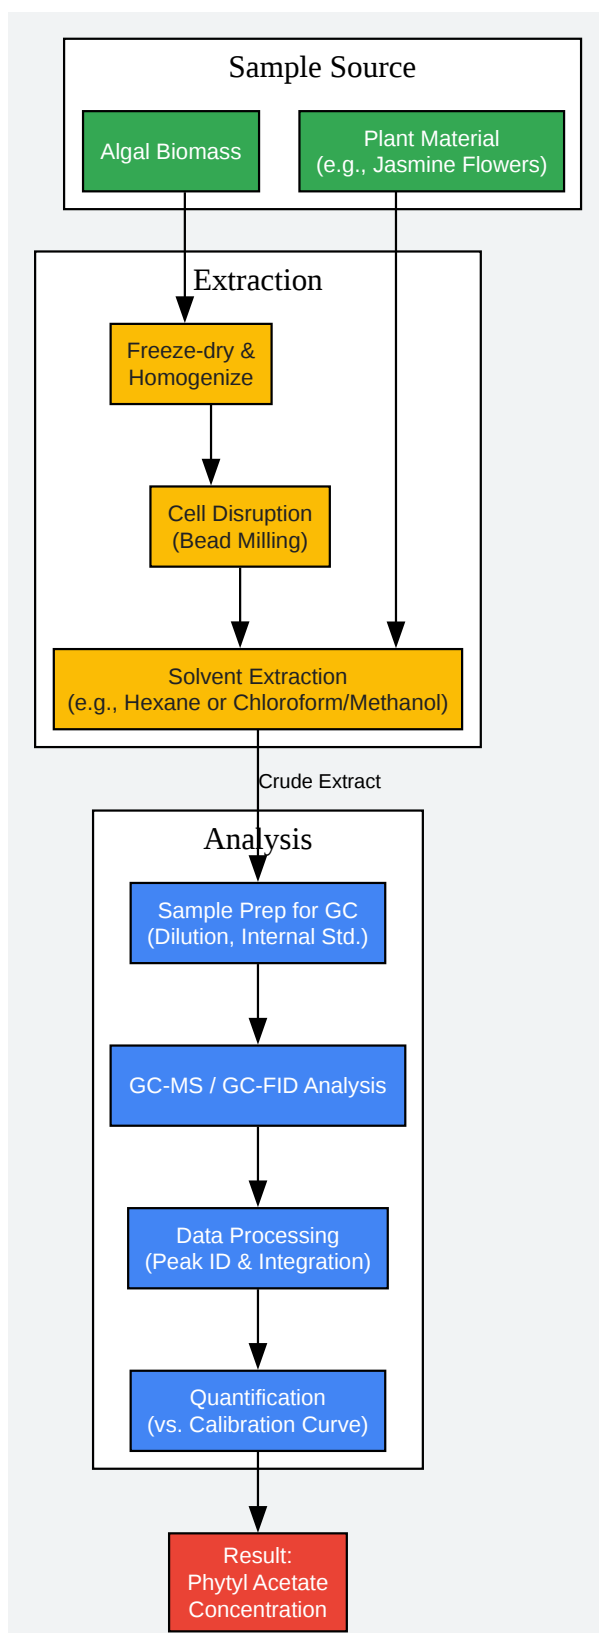 Sample Source
Algal Biomass
Plant Material
(e.g., Jasmine Flowers)
Extraction
Freeze-dry &
Homogenize
Cell Disruption
(Bead Milling)
Solvent Extraction
(e.g., Hexane or Chloroform/Methanol)
Crude Extract
Analysis
Sample Prep for GC
(Dilution, Internal Std.)
GC-MS / GC-FID Analysis
Data Processing
(Peak ID & Integration)
Quantification
(vs. Calibration Curve)
Result:
Phytyl Acetate
Concentration